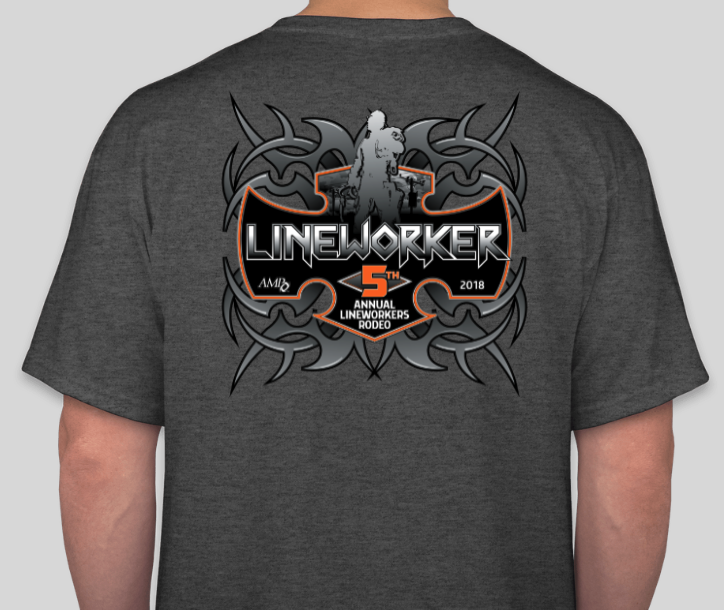 LINEWORKER
AMP
5TH
2018
ANNUAL
LINEWORKERS
RODEO